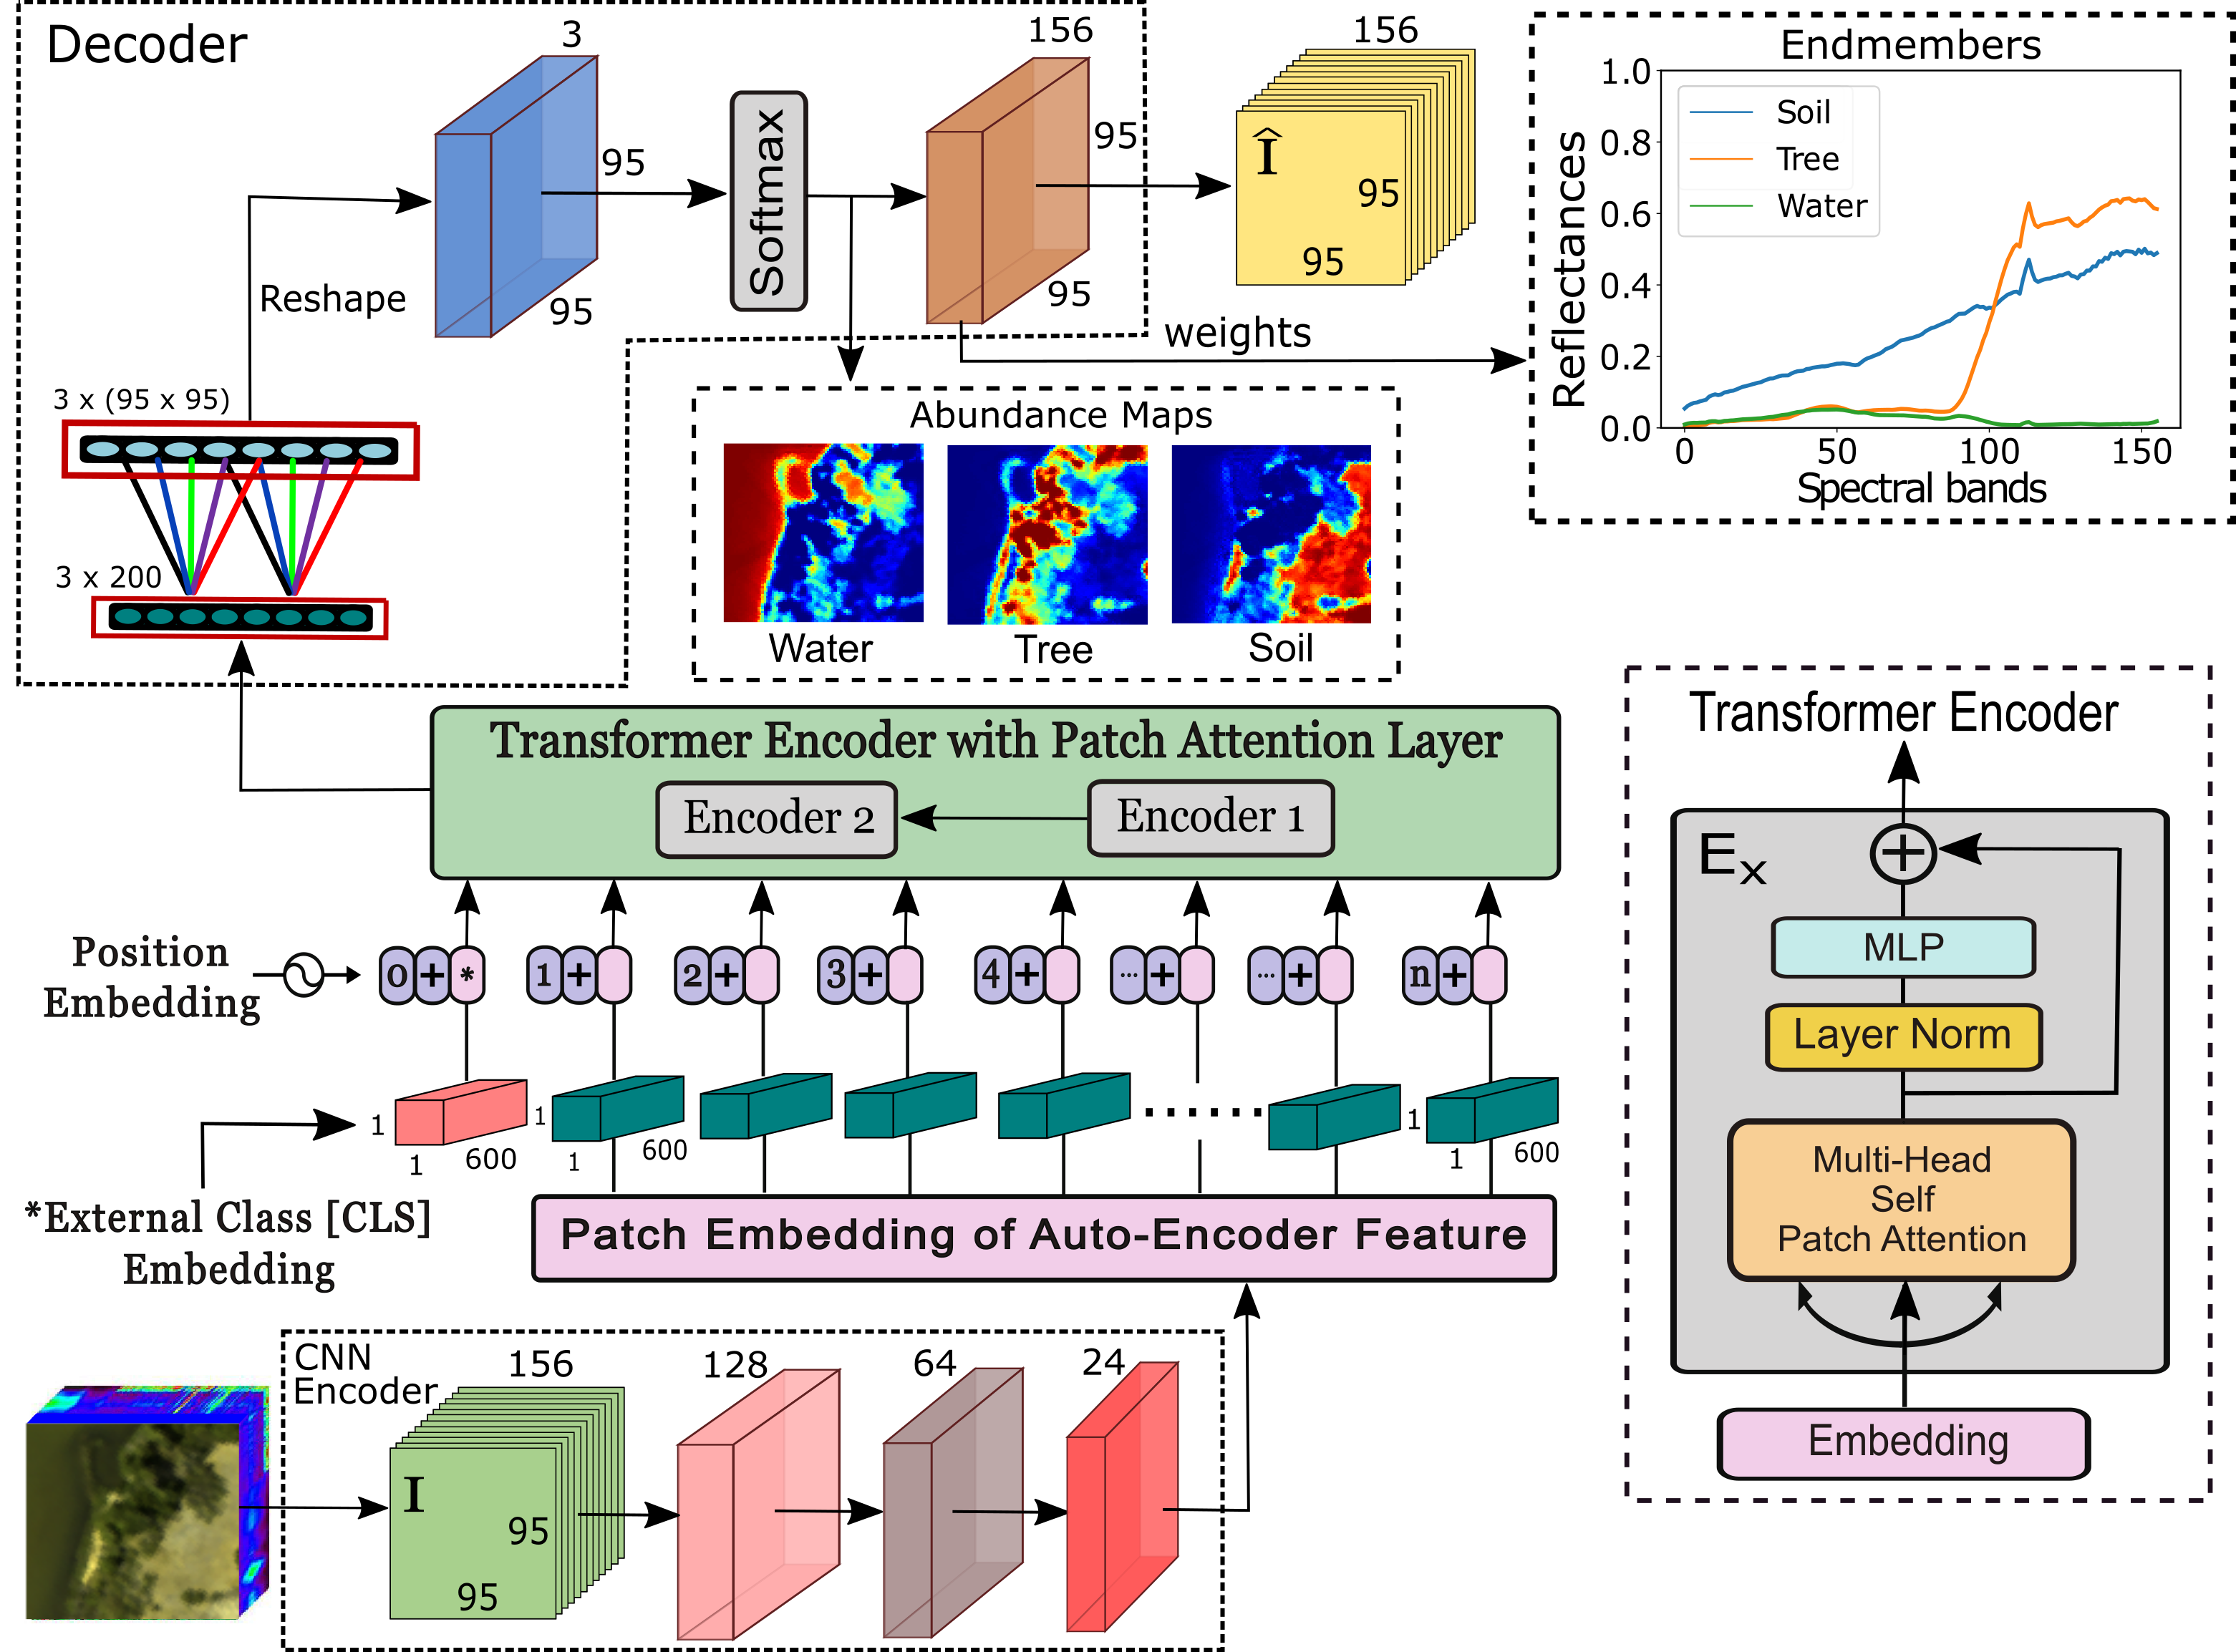 Decoder
3
95
95
Reshape
Softmax
156
95
95
156
Î
95
95
weights
3 x (95 x 95)
3 x 200
Endmembers
Reflectances
1.0
0.8
0.6
0.4
0.2
0.0
Soil
Tree
Water
0
50
100
150
Spectral bands
Abundance Maps
Water
Tree
Soil
Transformer Encoder with Patch Attention Layer
Encoder 2
Encoder 1
Position
Embedding
0 + *
1 +
2 +
3 +
4 +
... +
... +
n +
1
1
600
1
1
600
1
1
600
*External Class [CLS]
Embedding
Patch Embedding of Auto-Encoder Feature
CNN
Encoder
156
I
95
95
128
64
24
Transformer Encoder
Ex
+
MLP
Layer Norm
Multi-Head
Self
Patch Attention
Embedding